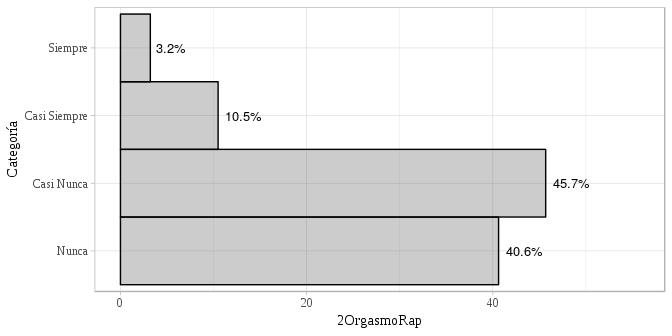 Siempre
3.2%
Casi Siempre
10.5%
Casi Nunca
45.7%
Nunca
40.6%
Categoría
0
20
40
2OrgasmoRap